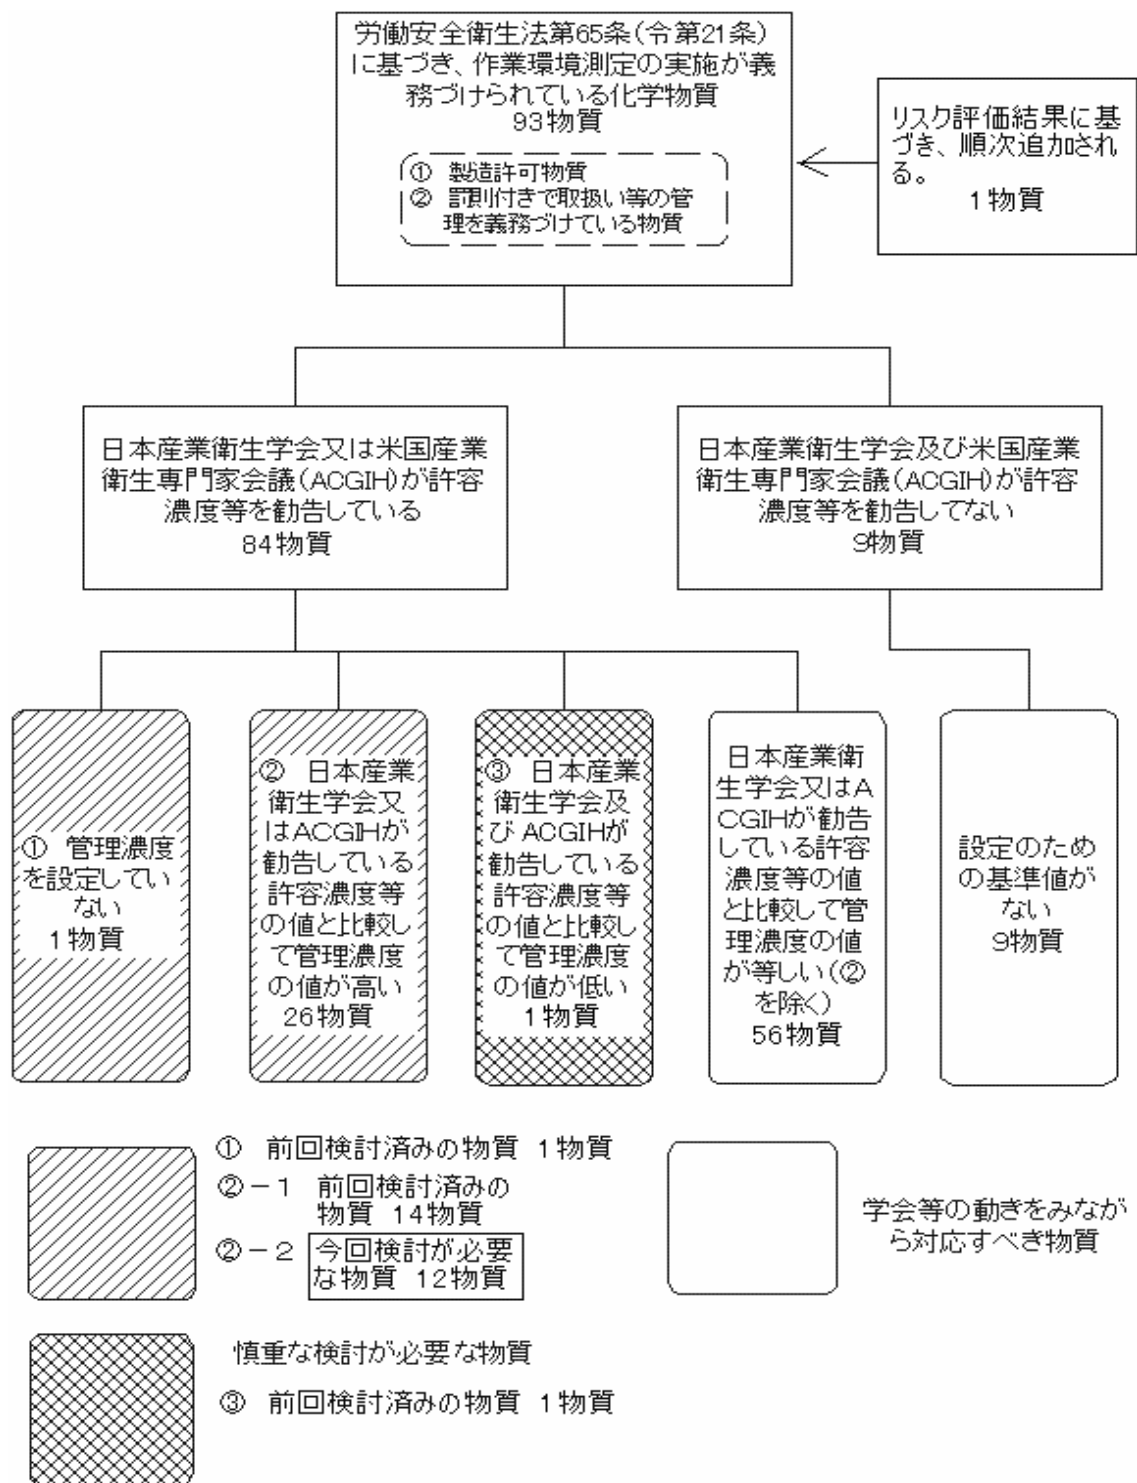 労働安全衛生法第65条(令第21条)
に基づき、作業環境測定の実施が義
務づけられている化学物質
93物質
① 製造許可物質
② 罰則付きで取扱い等の管
理を義務づけている物質
リスク評価結果に基
づき、順次追加され
る。
1物質
日本産業衛生学会又は米国産業
衛生専門家会議(ACGIH)が許容
濃度等を勧告している
84物質
日本産業衛生学会及び米国産業
衛生専門家会議(ACGIH)が許容
濃度等を勧告してない
9物質
① 管理濃度
を設定してい
ない
1物質
② 日本産業
衛生学会又
はACGIHが
勧告している
許容濃度等
の値と比較し
て管理濃度
の値が高い
26物質
③ 日本産業
衛生学会及
び ACGIHが
勧告している
許容濃度等
の値と比較し
て管理濃度
の値が低い
1物質
日本産業衛
生学会又はA
CGIHが勧告
している許容
濃度等の値
と比較して管
理濃度の値
が等しい(②
を除く)
56物質
設定のため
の基準値が
ない
9物質
① 前回検討済みの物質 1物質
②-1 前回検討済みの
物質 14物質
②-2 今回検討が必要
な物質 12物質
学会等の動きをみなが
ら対応すべき物質
慎重な検討が必要な物質
③ 前回検討済みの物質 1物質